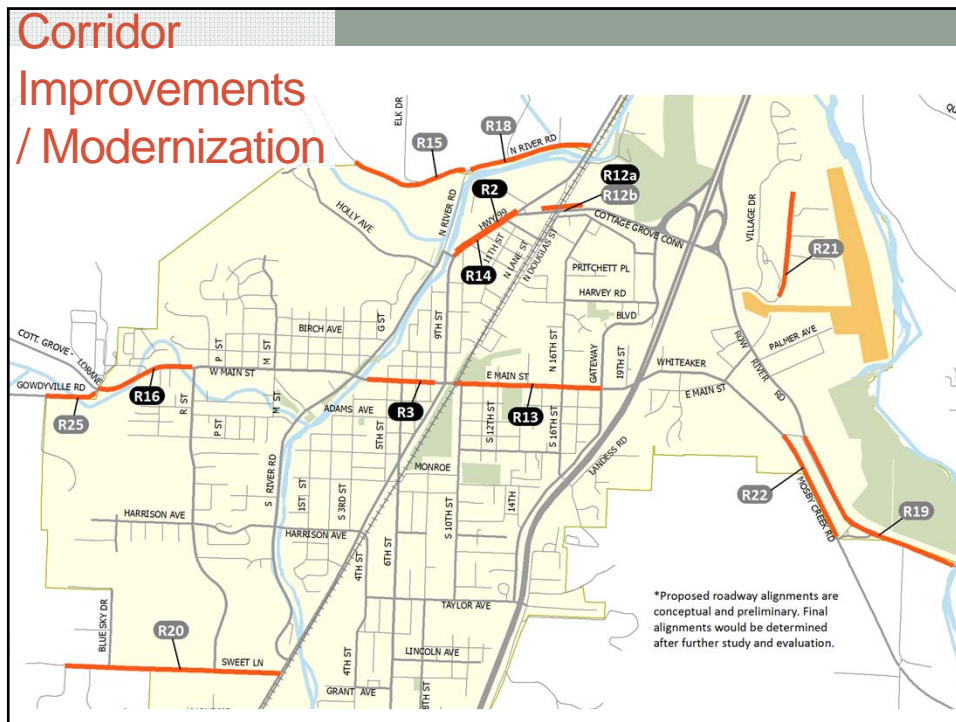 Corridor
Improvements
/ Modernization
ELK DR
R15
R18
N RIVER RD
R12a
R2
R12b
HOLLY AVE
N RIVER RD
HWY 99
COTTAGE GROVE CONN
VILLAGE DR
R14
11TH ST
N LANE ST
N DOUGLAS ST
R21
PRITCHETT PL
HARVEY RD
BIRCH AVE
G ST
9TH ST
BLVD
COTT. GROVE - LORANE
P ST
M ST
N 16TH ST
GATEWAY
19TH ST
ROW RIVER RD
PALMER AVE
W MAIN ST
E MAIN ST
WHITEAKER
GOWDYVILLE RD
R16
E MAIN ST
R25
R ST
P ST
M ST
ADAMS AVE
R3
5TH ST
S 12TH ST
R13
S 16TH ST
MONROE
LANDESS RD
S RIVER RD
1ST ST
S 3RD ST
S 10TH ST
14TH
R22
MOSBY CREEK RD
R19
HARRISON AVE
HARRISON AVE
4TH ST
6TH ST
TAYLOR AVE
*Proposed roadway alignments are
conceptual and preliminary. Final
alignments would be determined
after further study and evaluation.
BLUE SKY DR
R20
SWEET LN
4TH ST
LINCOLN AVE
GRANT AVE
8TH ST